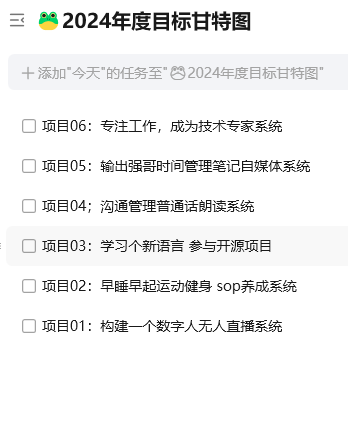 🐸2024年度目标甘特图
添加"今天"的任务至"🐸2024年度目标甘特图"
项目06：专注工作，成为技术专家系统
项目05：输出强哥时间管理笔记自媒体系统
项目04；沟通管理普通话朗读系统
项目03：学习个新语言 参与开源项目
项目02：早睡早起运动健身 sop养成系统
项目01：构建一个数字人无人直播系统